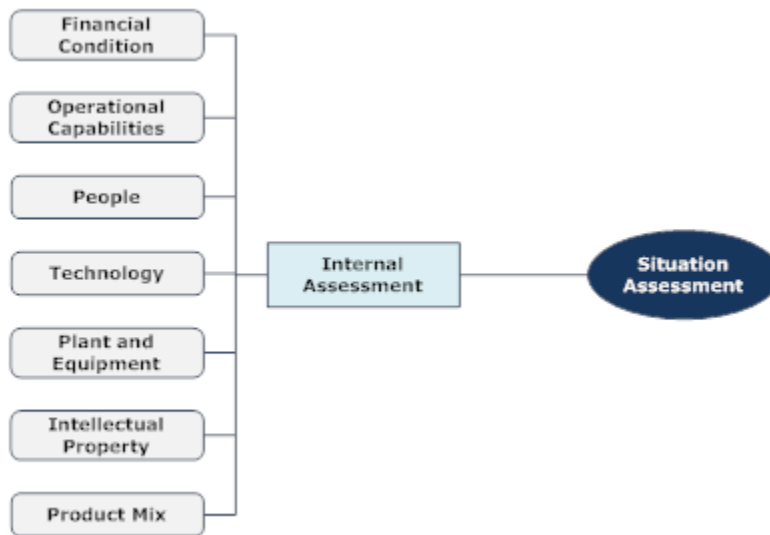 Financial
Condition
Operational
Capabilities
People
Technology
Plant and
Equipment
Intellectual
Property
Product Mix
Internal
Assessment
Situation
Assessment